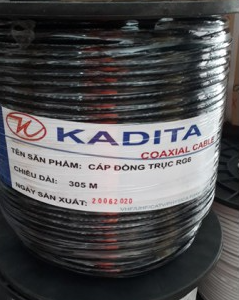 KADITA
COAXIAL CABLE
TÊN SẢN PHẨM: CÁP ĐỒNG TRỤC RG6
CHIỀU DÀI: 305 M
NGÀY SẢN XUẤT: 20062020